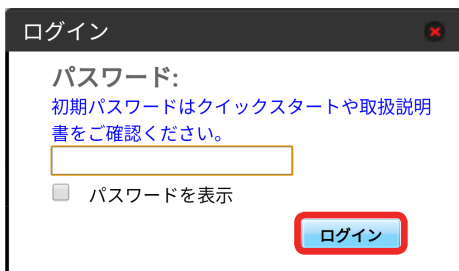 ログイン
パスワード:
初期パスワードはクイックスタートや取扱説明
書をご確認ください。
パスワードを表示
ログイン